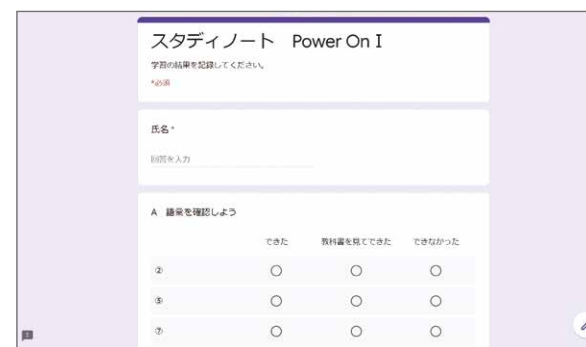 スタディノート Power On I
学習の結果を記録してください。
*必須
氏名 *
回答を入力
A 語彙を確認しよう
できた 教科書を見てできた できなかった
②
⑤
⑦